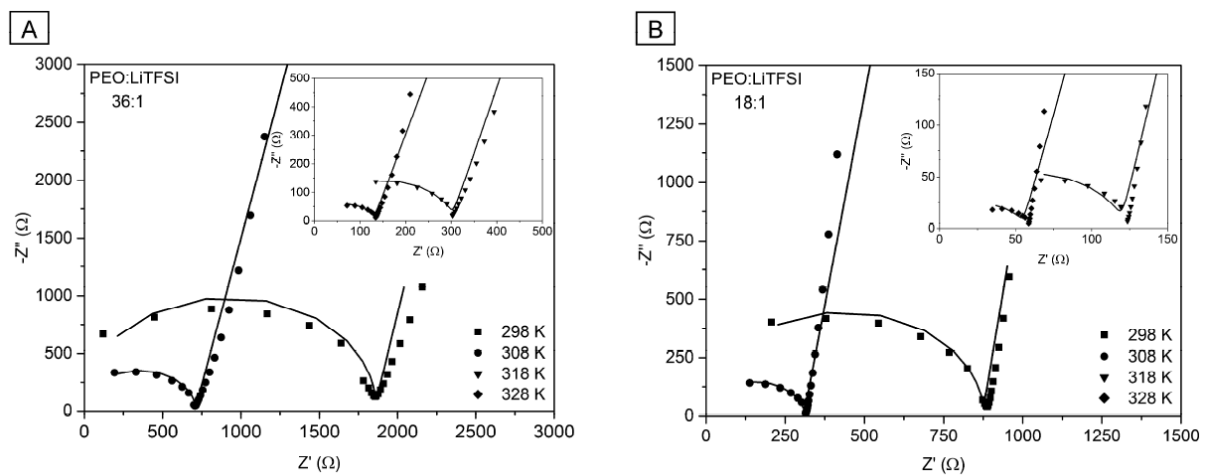 A
PEO:LiTFSI
36:1
-Z'' (Ω)
3000
2500
2000
1500
1000
500
0
0 500 1000 1500 2000 2500 3000
Z' (Ω)
298 K
308 K
318 K
328 K
-Z'' (Ω)
500
400
300
200
100
0
0 100 200 300 400 500
Z' (Ω)
B
PEO:LiTFSI
18:1
-Z'' (Ω)
1500
1250
1000
750
500
250
0
0 250 500 750 1000 1250 1500
Z' (Ω)
298 K
308 K
318 K
328 K
-Z'' (Ω)
150
100
50
0
0 50 100 150
Z' (Ω)